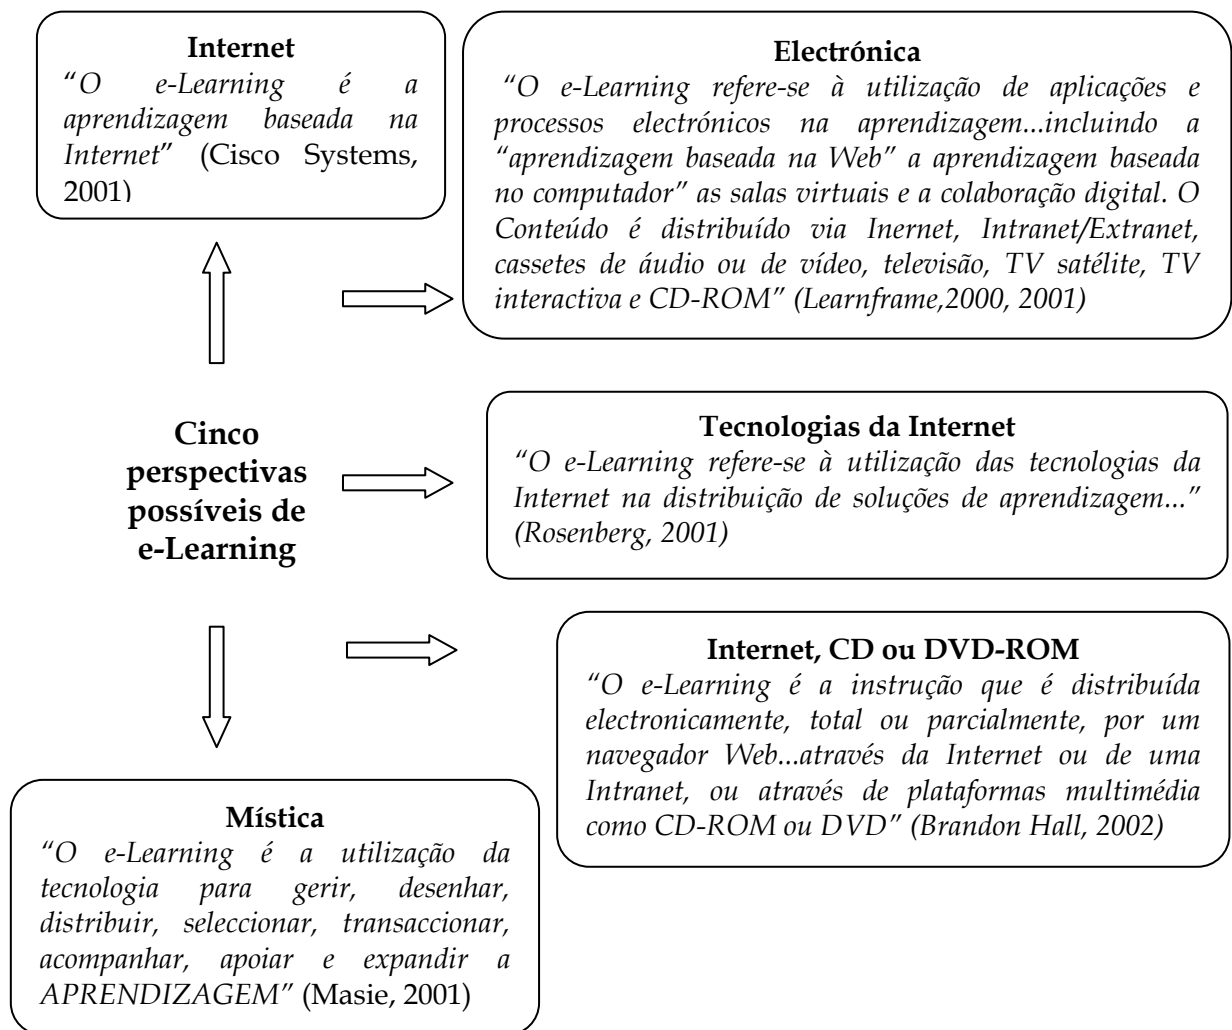 Internet
“O e-Learning é a
aprendizagem baseada na
Internet” (Cisco Systems,
2001)
Electrónica
“O e-Learning refere-se à utilização de aplicações e
processos electrónicos na aprendizagem...incluindo a
“aprendizagem baseada na Web” a aprendizagem baseada
no computador” as salas virtuais e a colaboração digital. O
Conteúdo é distribuído via Inernet, Intranet/Extranet,
cassetes de áudio ou de vídeo, televisão, TV satélite, TV
interactiva e CD-ROM” (Learnframe,2000, 2001)
Cinco
perspectivas
possíveis de
e-Learning
Tecnologias da Internet
“O e-Learning refere-se à utilização das tecnologias da
Internet na distribuição de soluções de aprendizagem...”
(Rosenberg, 2001)
Internet, CD ou DVD-ROM
“O e-Learning é a instrução que é distribuída
electronicamente, total ou parcialmente, por um
navegador Web...através da Internet ou de uma
Intranet, ou através de plataformas multimédia
como CD-ROM ou DVD” (Brandon Hall, 2002)
Mística
“O e-Learning é a utilização da
tecnologia para gerir, desenhar,
distribuir, seleccionar, transaccionar,
acompanhar, apoiar e expandir a
APRENDIZAGEM” (Masie, 2001)